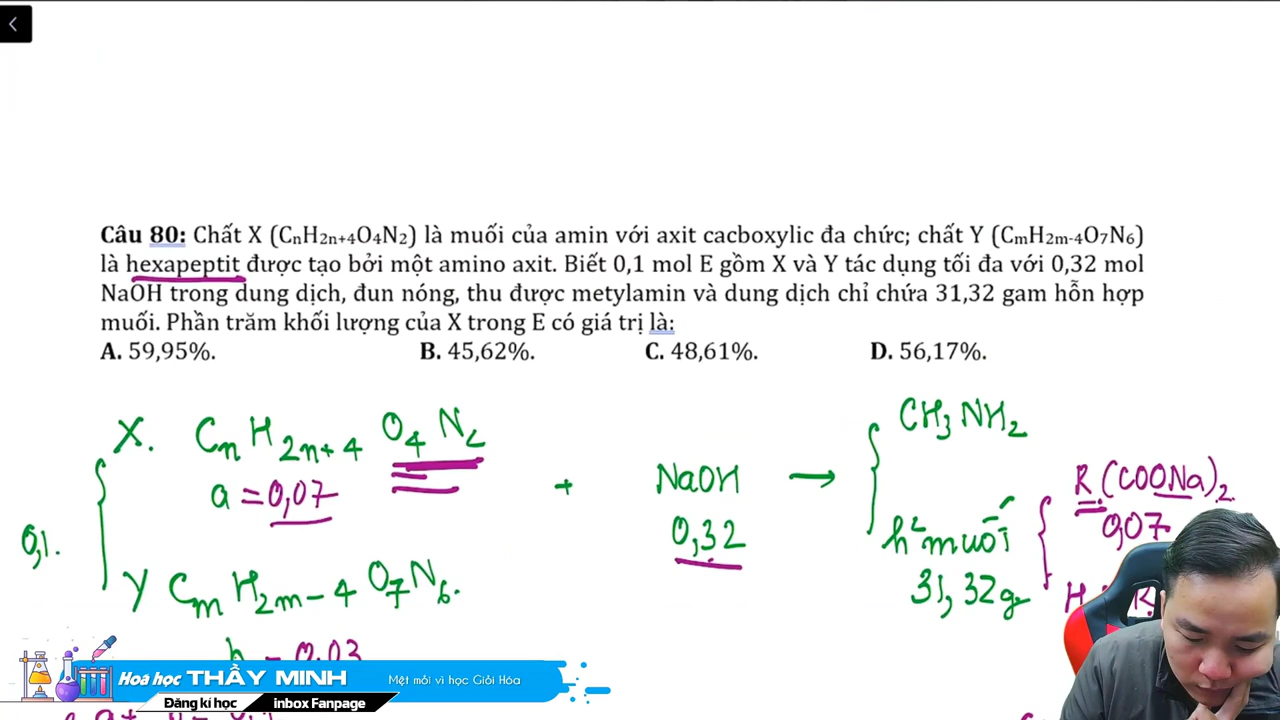 Câu 80: Chất X (CnH2n+4O4N2) là muối của amin với axit cacboxylic đa chức; chất Y (CmH2m-4O7N6)
là hexapeptit được tạo bởi một amino axit. Biết 0,1 mol E gồm X và Y tác dụng tối đa với 0,32 mol
NaOH trong dung dịch, đun nóng, thu được metylamin và dung dịch chỉ chứa 31,32 gam hỗn hợp
muối. Phần trăm khối lượng của X trong E có giá trị là:
A. 59,95%. B. 45,62%. C. 48,61%. D. 56,17%.
X. CnH2n+4 O4 N2
a = 0,07
0,1.
Y CmH2m-4 O7N6.
b = 0,03
+ NaOH →
0,32
CH3NH2
h² muối
31,32g
R(COONa)2
0,07
Hoá học THẦY MINH
Mệt mỏi vì học Giỏi Hóa
Đăng kí học inbox Fanpage